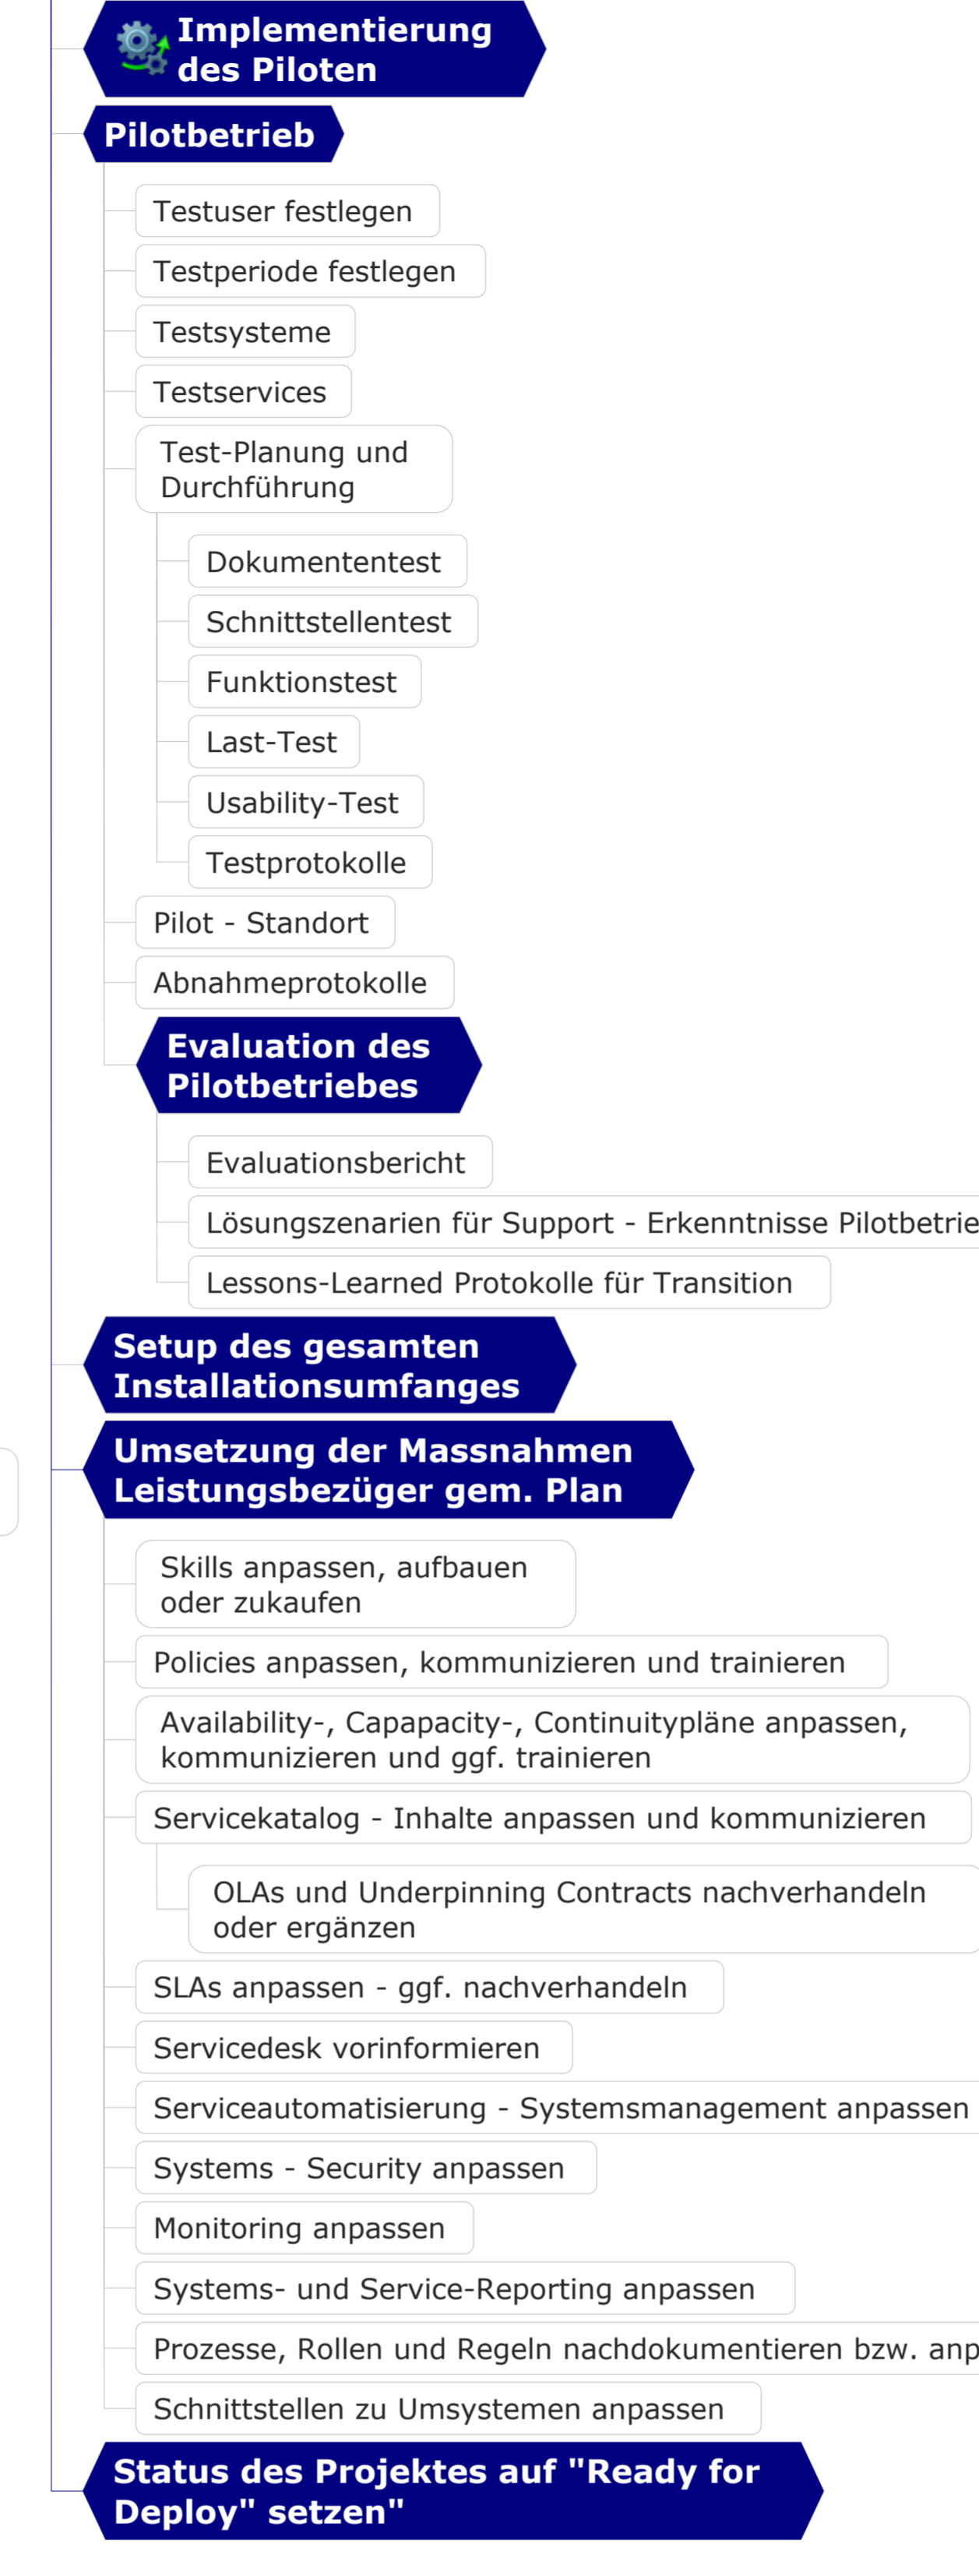 Implementierung
des Piloten
Pilotbetrieb
Testuser festlegen
Testperiode festlegen
Testsysteme
Testservices
Test-Planung und
Durchführung
Dokumententest
Schnittstellentest
Funktionstest
Last-Test
Usability-Test
Testprotokolle
Pilot - Standort
Abnahmeprotokolle
Evaluation des
Pilotbetriebes
Evaluationsbericht
Lösungszenarien für Support - Erkenntnisse
Lessons-Learned Protokolle für Transition
Setup des gesamten
Installationsumfanges
Umsetzung der Massnahmen
Leistungsbezüger gem. Plan
Skills anpassen, aufbauen
oder zukaufen
Policies anpassen, kommunizieren und trainieren
Availability-, Capapacity-, Continuitypläne anpassen,
kommunizieren und ggf. trainieren
Servicekatalog - Inhalte anpassen und kommunizieren
OLAs und Underpinning Contracts nachverhandeln
oder ergänzen
SLAs anpassen - ggf. nachverhandeln
Servicedesk vorinformieren
Serviceautomatisierung - Systemsmanagement anpassen
Systems - Security anpassen
Monitoring anpassen
Systems- und Service-Reporting anpassen
Prozesse, Rollen und Regeln nachdokumentieren bzw.
Schnittstellen zu Umsystemen anpassen
Status des Projektes auf "Ready for
Deploy" setzen"